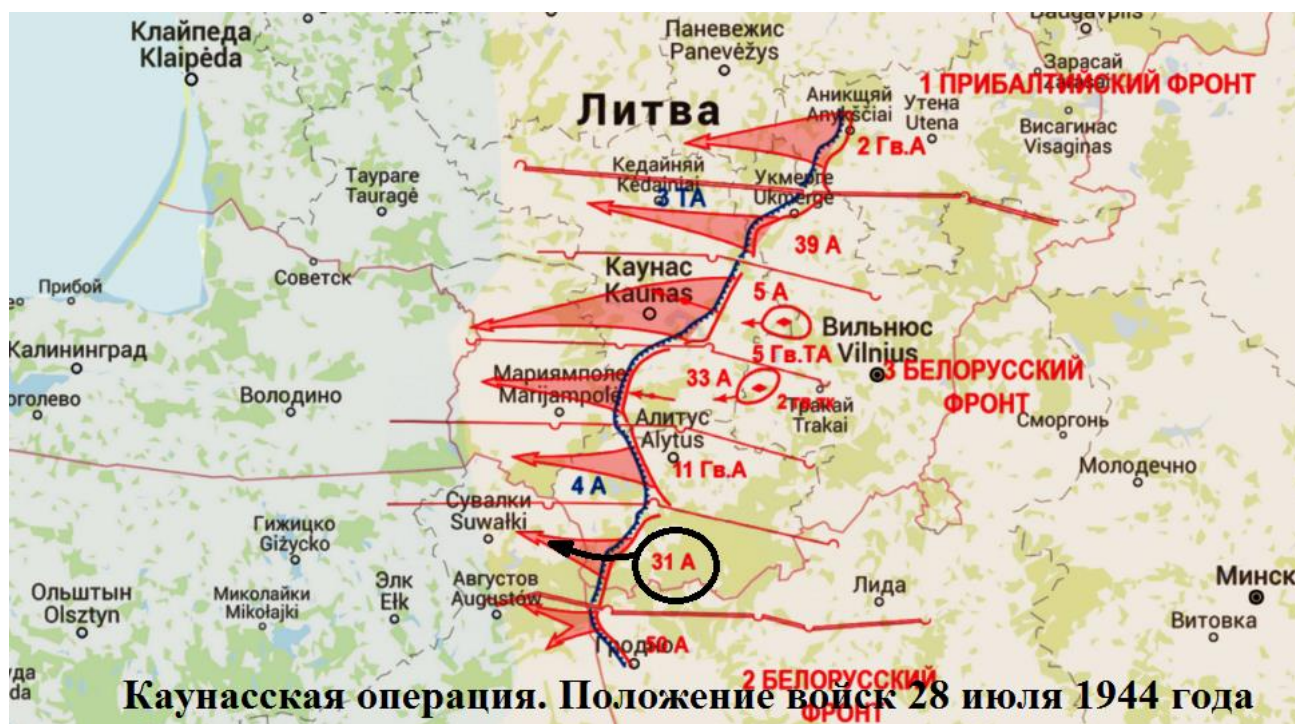 Клайпеда
Klaipėda
Паневежис
Panevėžys
Daugavpils
Зарасай
Zarasai
1 ПРИБАЛТИЙСКИЙ ФРОНТ
Литва
Аникщяй
Anykščiai
Утена
Utena
Висагинас
Visaginas
2 Гв.А
Таураге
Tauragė
Кедайняй
Kėdainiai
3 ТА
Укмерге
Ukmergė
39 А
Советск
Прибой
Каунас
Kaunas
5 А
Вильнюс
Vilnius
5 Гв.ТА
Калининград
Мариямполе
Marijampolė
33 А
3 БЕЛОРУССКИЙ
ФРОНТ
Володино
Тракай
Trakai
Сморгонь
Алитус
Alytus
11 Гв.А
Молодечно
4 А
Сувалки
Suwałki
Гижицко
Giżycko
31 А
Минск
Ольштын
Olsztyn
Миколайки
Mikołajki
Элк
Ełk
Августов
Augustów
Лида
Витовка
Гродно
50 А
2 БЕЛОРУССКИЙ
ФРОНТ
Каунасская операция. Положение войск 28 июля 1944 года